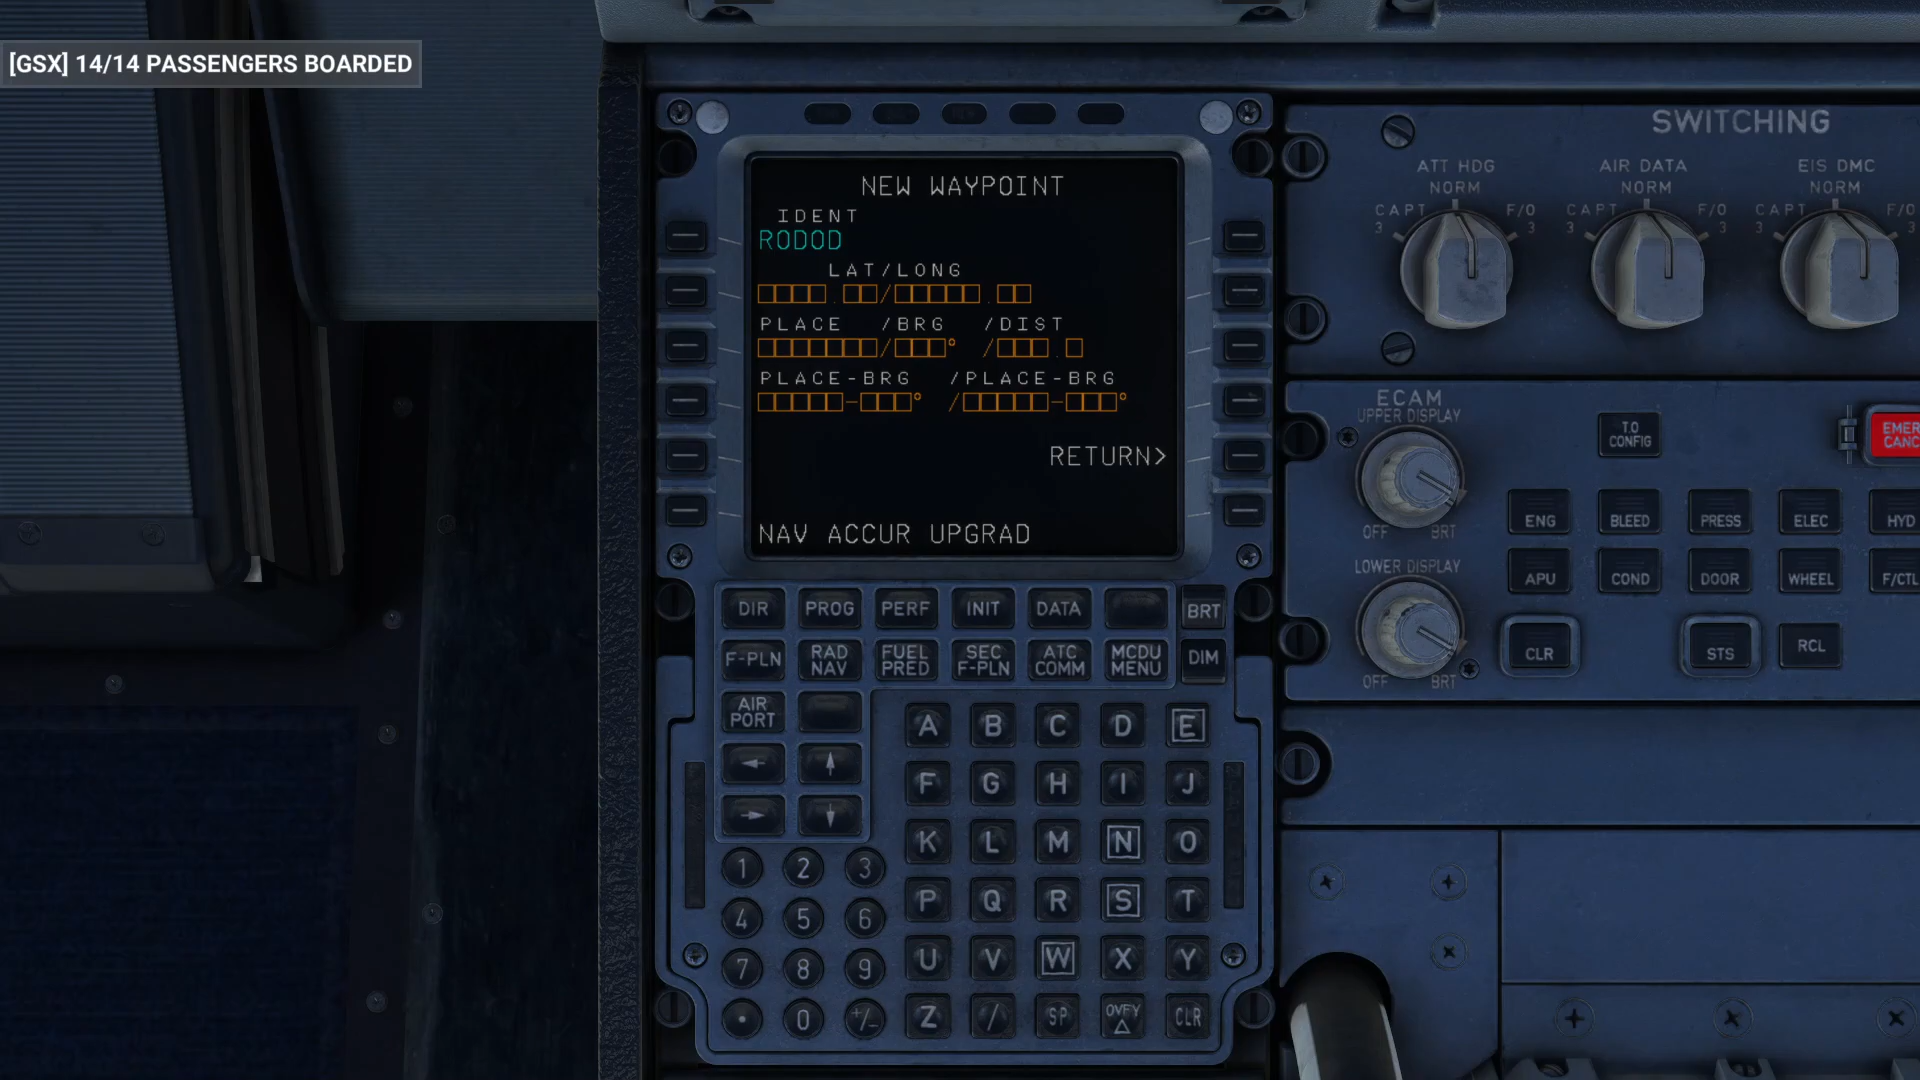 [GSX] 14/14 PASSENGERS BOARDED
NEW WAYPOINT
IDENT
RODOD
LAT/LONG
□□□□.□□/□□□□□.□□
PLACE /BRG /DIST
□□□□□□□/□□□° /□□□.□
PLACE-BRG /PLACE-BRG
□□□□□-□□□° /□□□□□-□□□°
RETURN>
NAV ACCUR UPGRAD
DIR PROG PERF INIT DATA BRT
F-PLN RAD NAV FUEL PRED SEC F-PLN ATC COMM MCDU MENU DIM
AIR PORT
← ↑
→ ↓
A B C D E
F G H I J
K L M N O
P Q R S T
U V W X Y
Z / SP OVFY △ CLR
1 2 3
4 5 6
7 8 9
. 0 +/-
SWITCHING
ATT HDG AIR DATA EIS DMC
NORM NORM NORM
CAPT F/O CAPT F/O CAPT F/O
3 3 3 3 3 3
ECAM
UPPER DISPLAY
OFF BRT
LOWER DISPLAY
OFF BRT
T.O CONFIG
EMER
CANC
ENG BLEED PRESS ELEC HYD
APU COND DOOR WHEEL F/CTL
CLR STS RCL